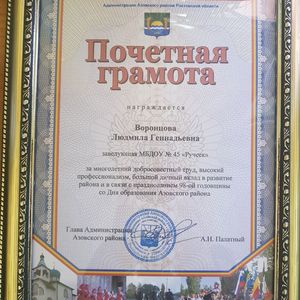 Администрация Азовского района Ростовской области
Почетная
грамота
награждается
Воронцова
Людмила Геннадьевна
заведующая МБДОУ № 45 «Ручеек»
за многолетний добросовестный труд, высокий
профессионализм, большой личный вклад в развитие
района и в связи с празднованием 98-ой годовщины
со Дня образования Азовского района
Глава Администрации
Азовского района
А.Н. Палатный